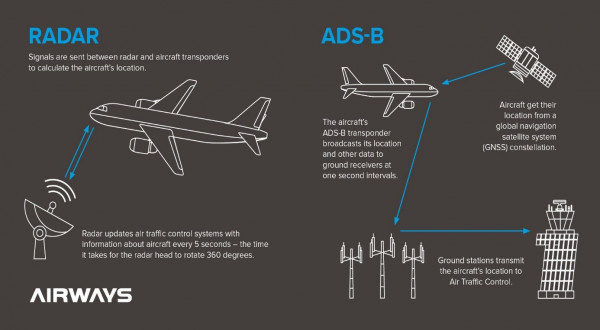 RADAR
Signals are sent between radar and aircraft transponders
to calculate the aircraft's location.
Radar updates air traffic control systems with
information about aircraft every 5 seconds – the time
it takes for the radar head to rotate 360 degrees.
AIRWAYS
ADS-B
The aircraft's
ADS-B transponder
broadcasts its location
and other data to
ground receivers at
one second intervals.
Aircraft get their
location from a
global navigation
satellite system
(GNSS) constellation.
Ground stations transmit
the aircraft's location to
Air Traffic Control.